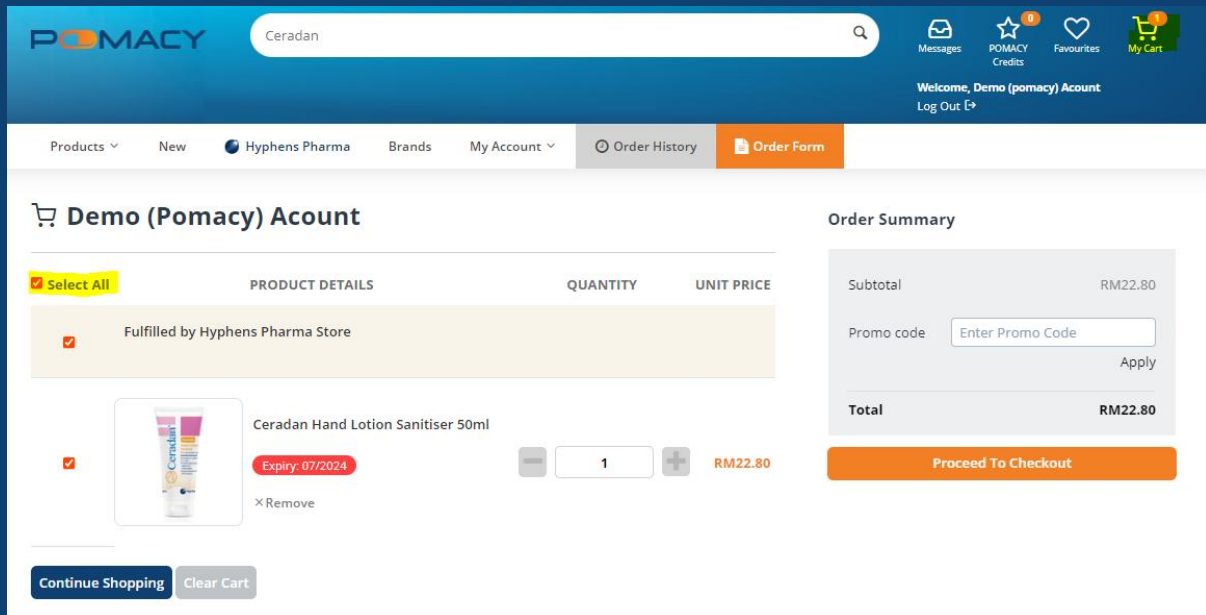 POMACY
Ceradan
Messages
0
POMACY
Credits
Favourites
1
My Cart
Welcome, Demo (pomacy) Acount
Log Out
Products
New
Hyphens Pharma
Brands
My Account
Order History
Order Form
Demo (Pomacy) Acount
Select All
PRODUCT DETAILS
QUANTITY
UNIT PRICE
Fulfilled by Hyphens Pharma Store
Ceradan
Ceradan Hand Lotion Sanitiser 50ml
Expiry: 07/2024
×Remove
1
RM22.80
Continue Shopping
Clear Cart
Order Summary
Subtotal RM22.80
Promo code Enter Promo Code
Apply
Total RM22.80
Proceed To Checkout